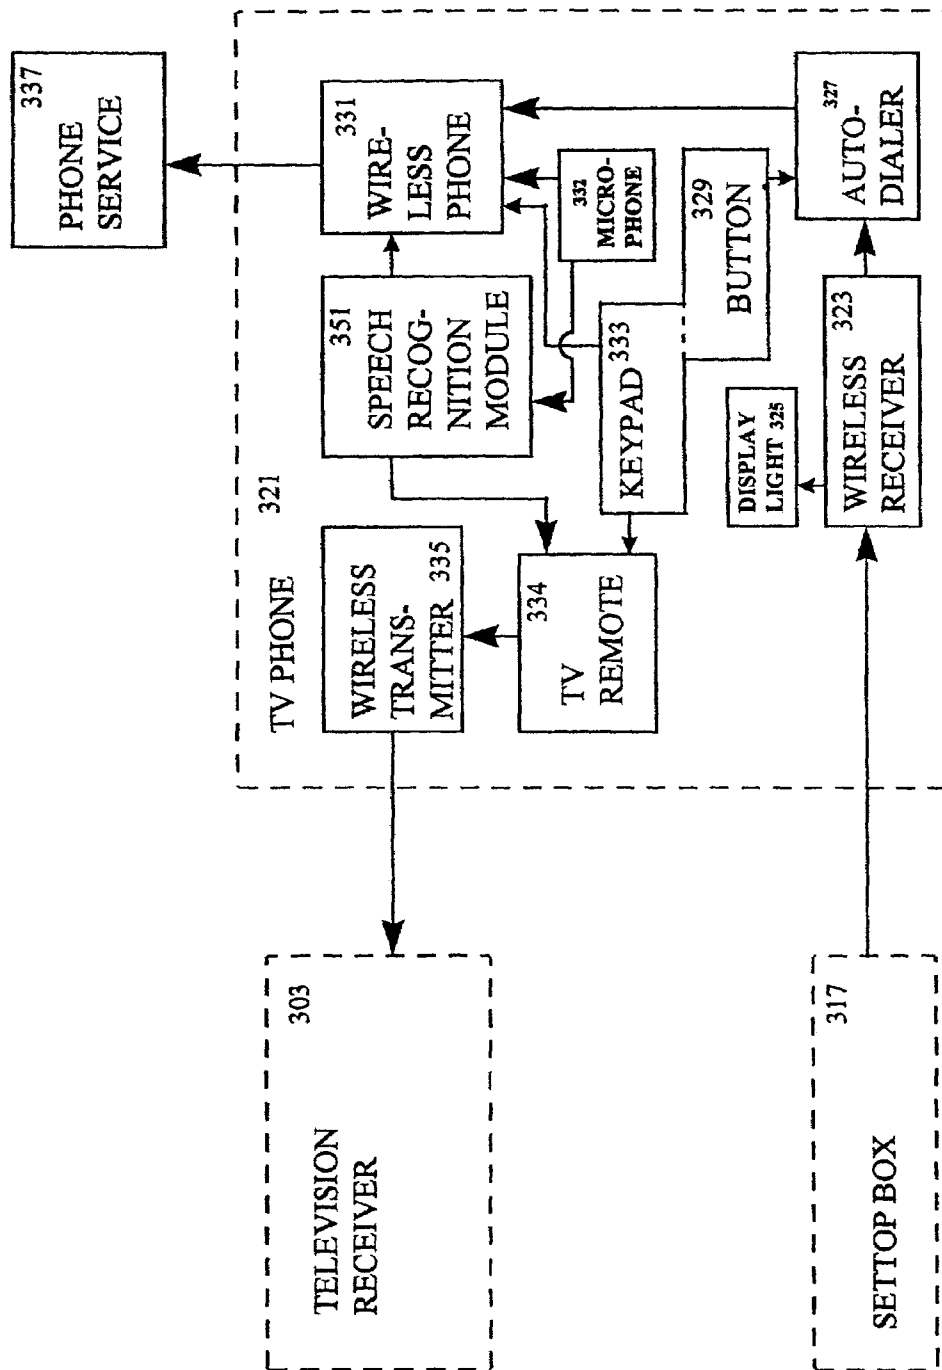 TELEVISION
RECEIVER
303
SETTOP BOX
317
TV PHONE 321
WIRELESS
TRANS-
MITTER 335
334
TV
REMOTE
351
SPEECH
RECOG-
NITION
MODULE
KEYPAD 333
329
BUTTON
331
WIRE-
LESS
PHONE
332
MICRO-
PHONE
DISPLAY
LIGHT 325
323
WIRELESS
RECEIVER
327
AUTO-
DIALER
337
PHONE
SERVICE